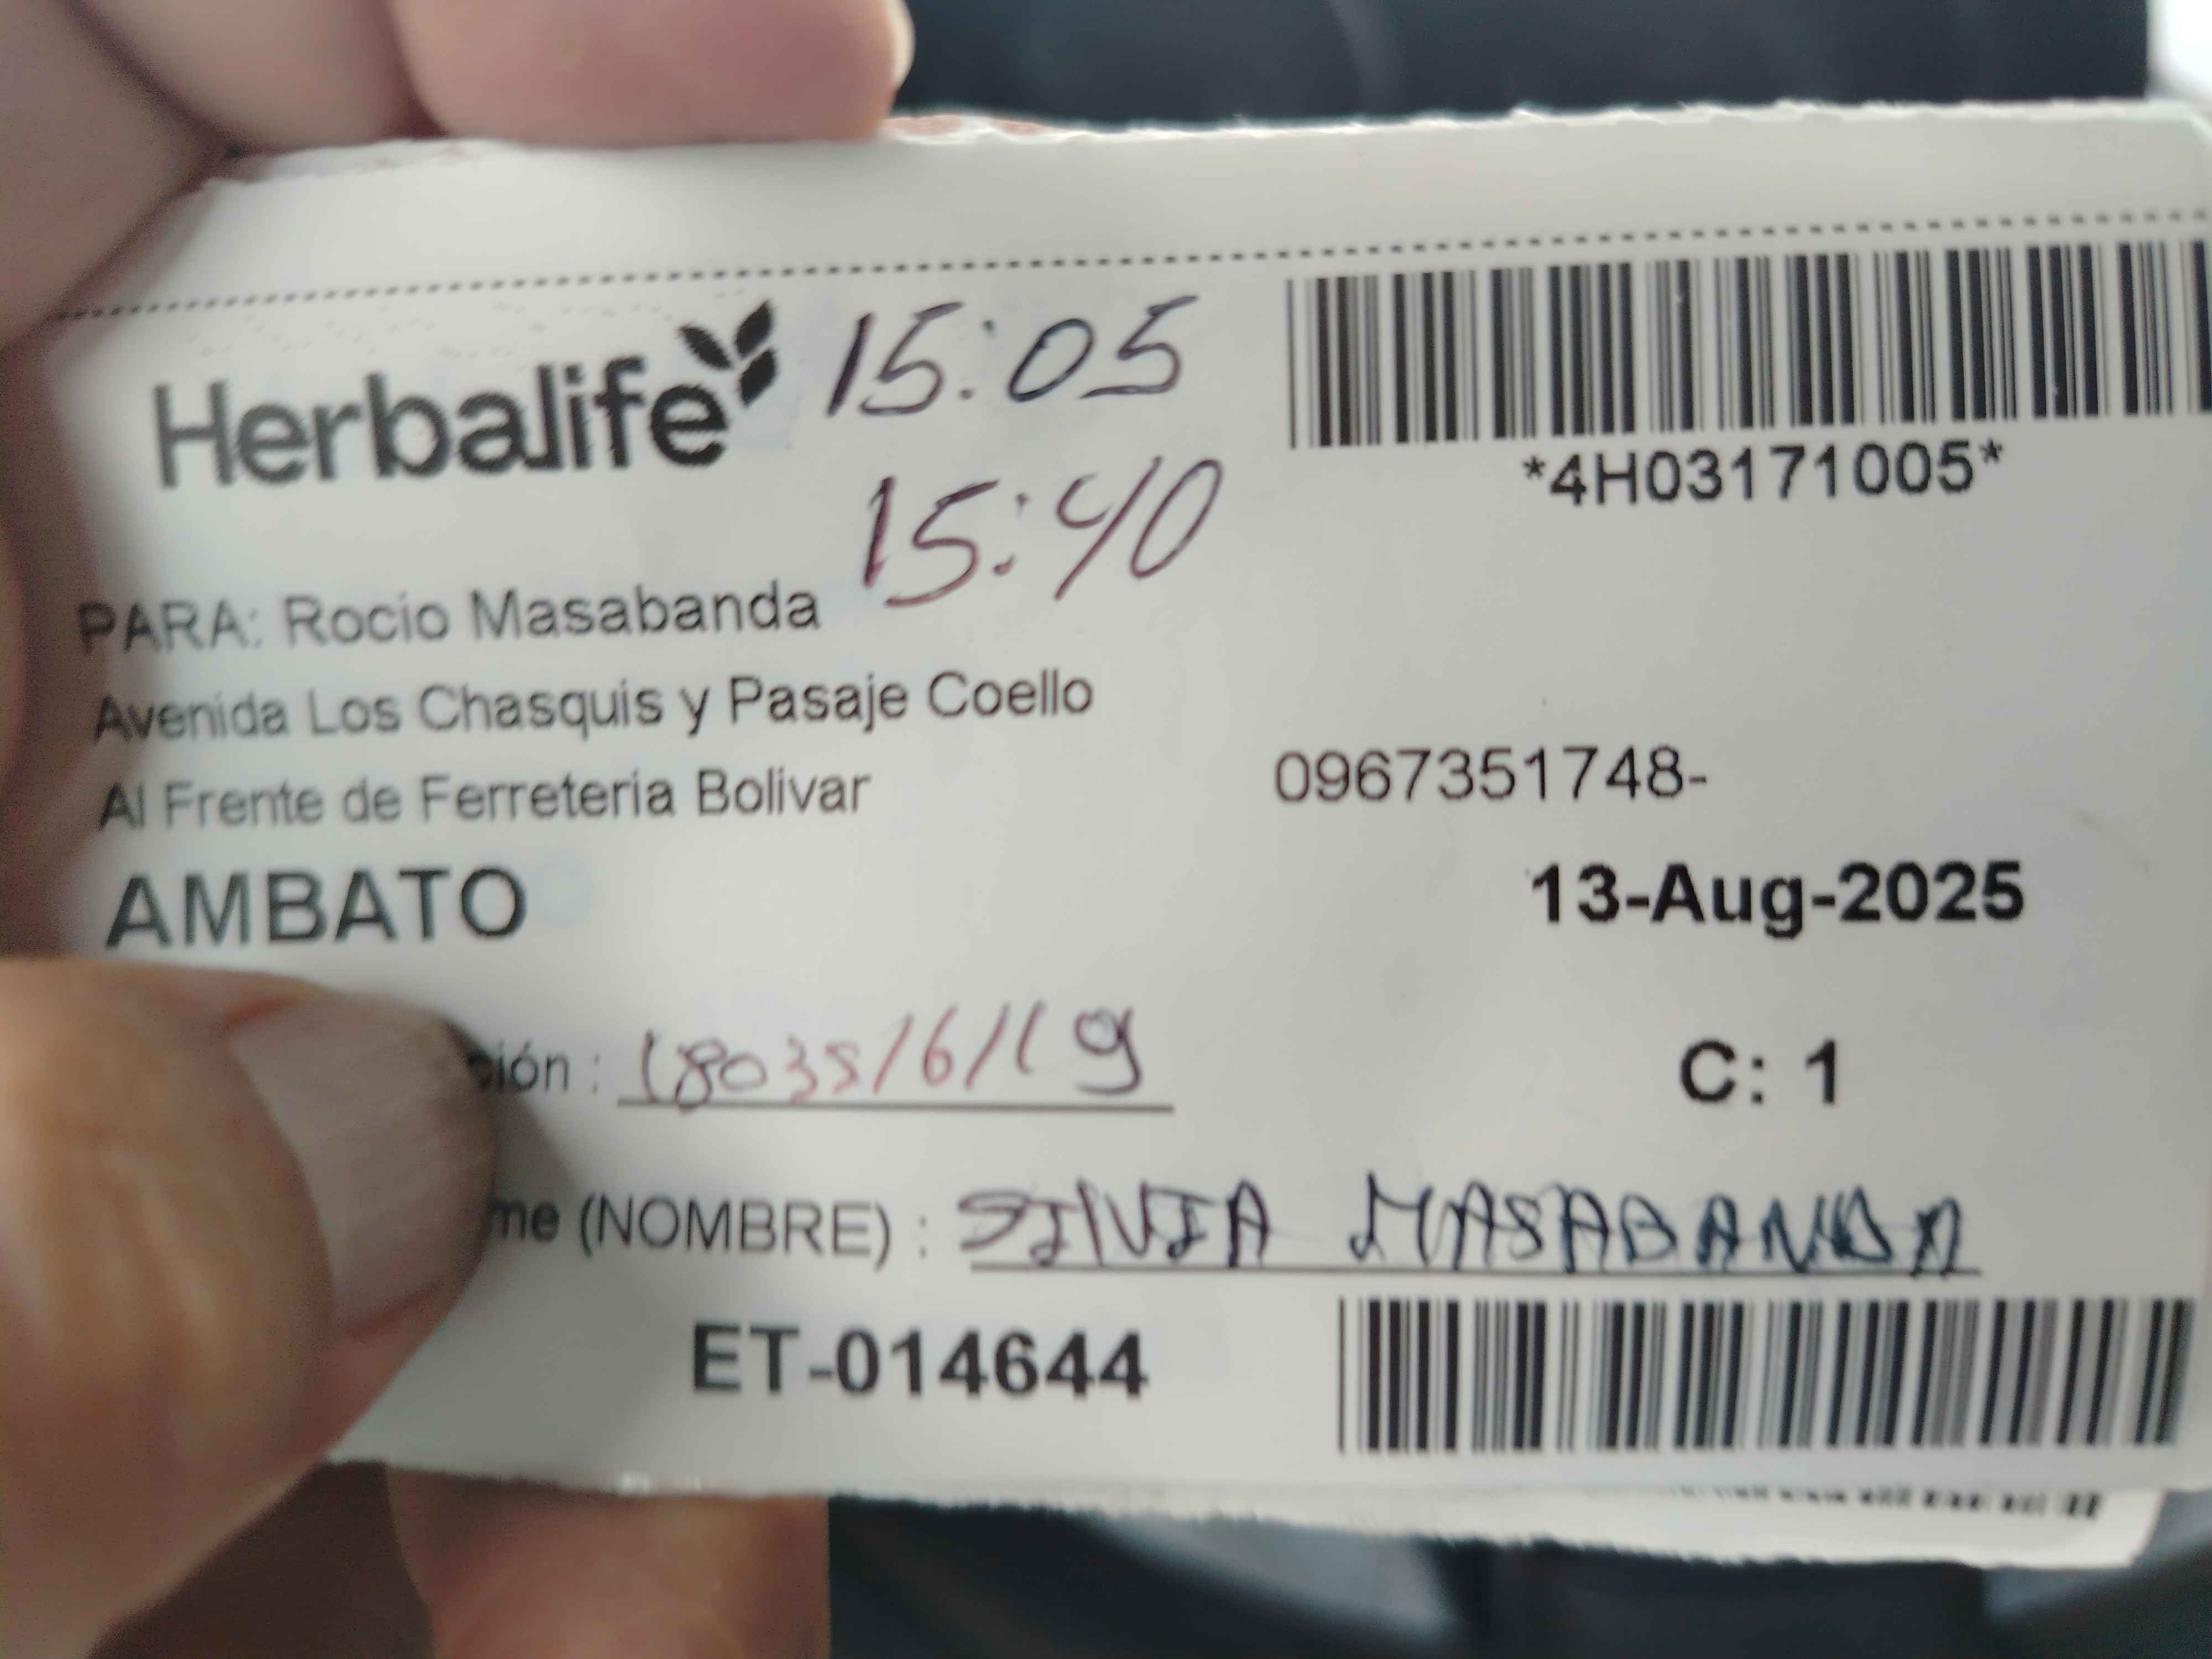 Herbalife 15:05
*4H03171005*
15:40
PARA: Rocio Masabanda
Avenida Los Chasquis y Pasaje Coello
Al Frente de Ferreteria Bolivar 0967351748-
AMBATO 13-Aug-2025
ción : 1803516119
C: 1
me (NOMBRE) : SILVIA MASABANDA
ET-014644